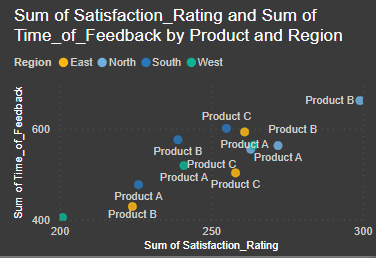 Sum of Satisfaction_Rating and Sum of
Time_of_Feedback by Product and Region
Region East North South West
Sum of Time_of_Feedback
600
400
Product B
Product C
Product B
Product B
Product A
Product A
Product C
Product A
Product C
Product A
Product B
200
250
300
Sum of Satisfaction_Rating